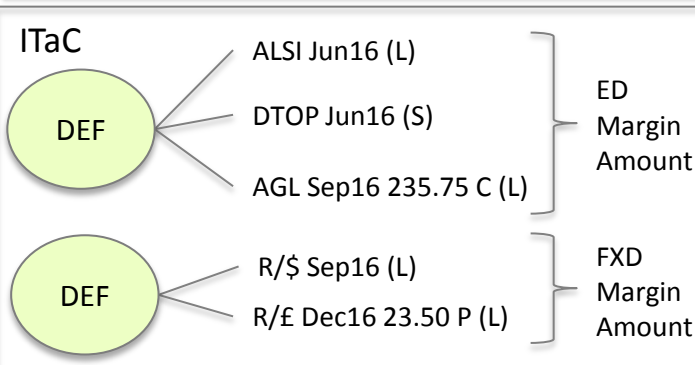 ITaC
DEF
ALSI Jun16 (L)
DTOP Jun16 (S)
AGL Sep16 235.75 C (L)
ED
Margin
Amount
DEF
R/$ Sep16 (L)
R/£ Dec16 23.50 P (L)
FXD
Margin
Amount